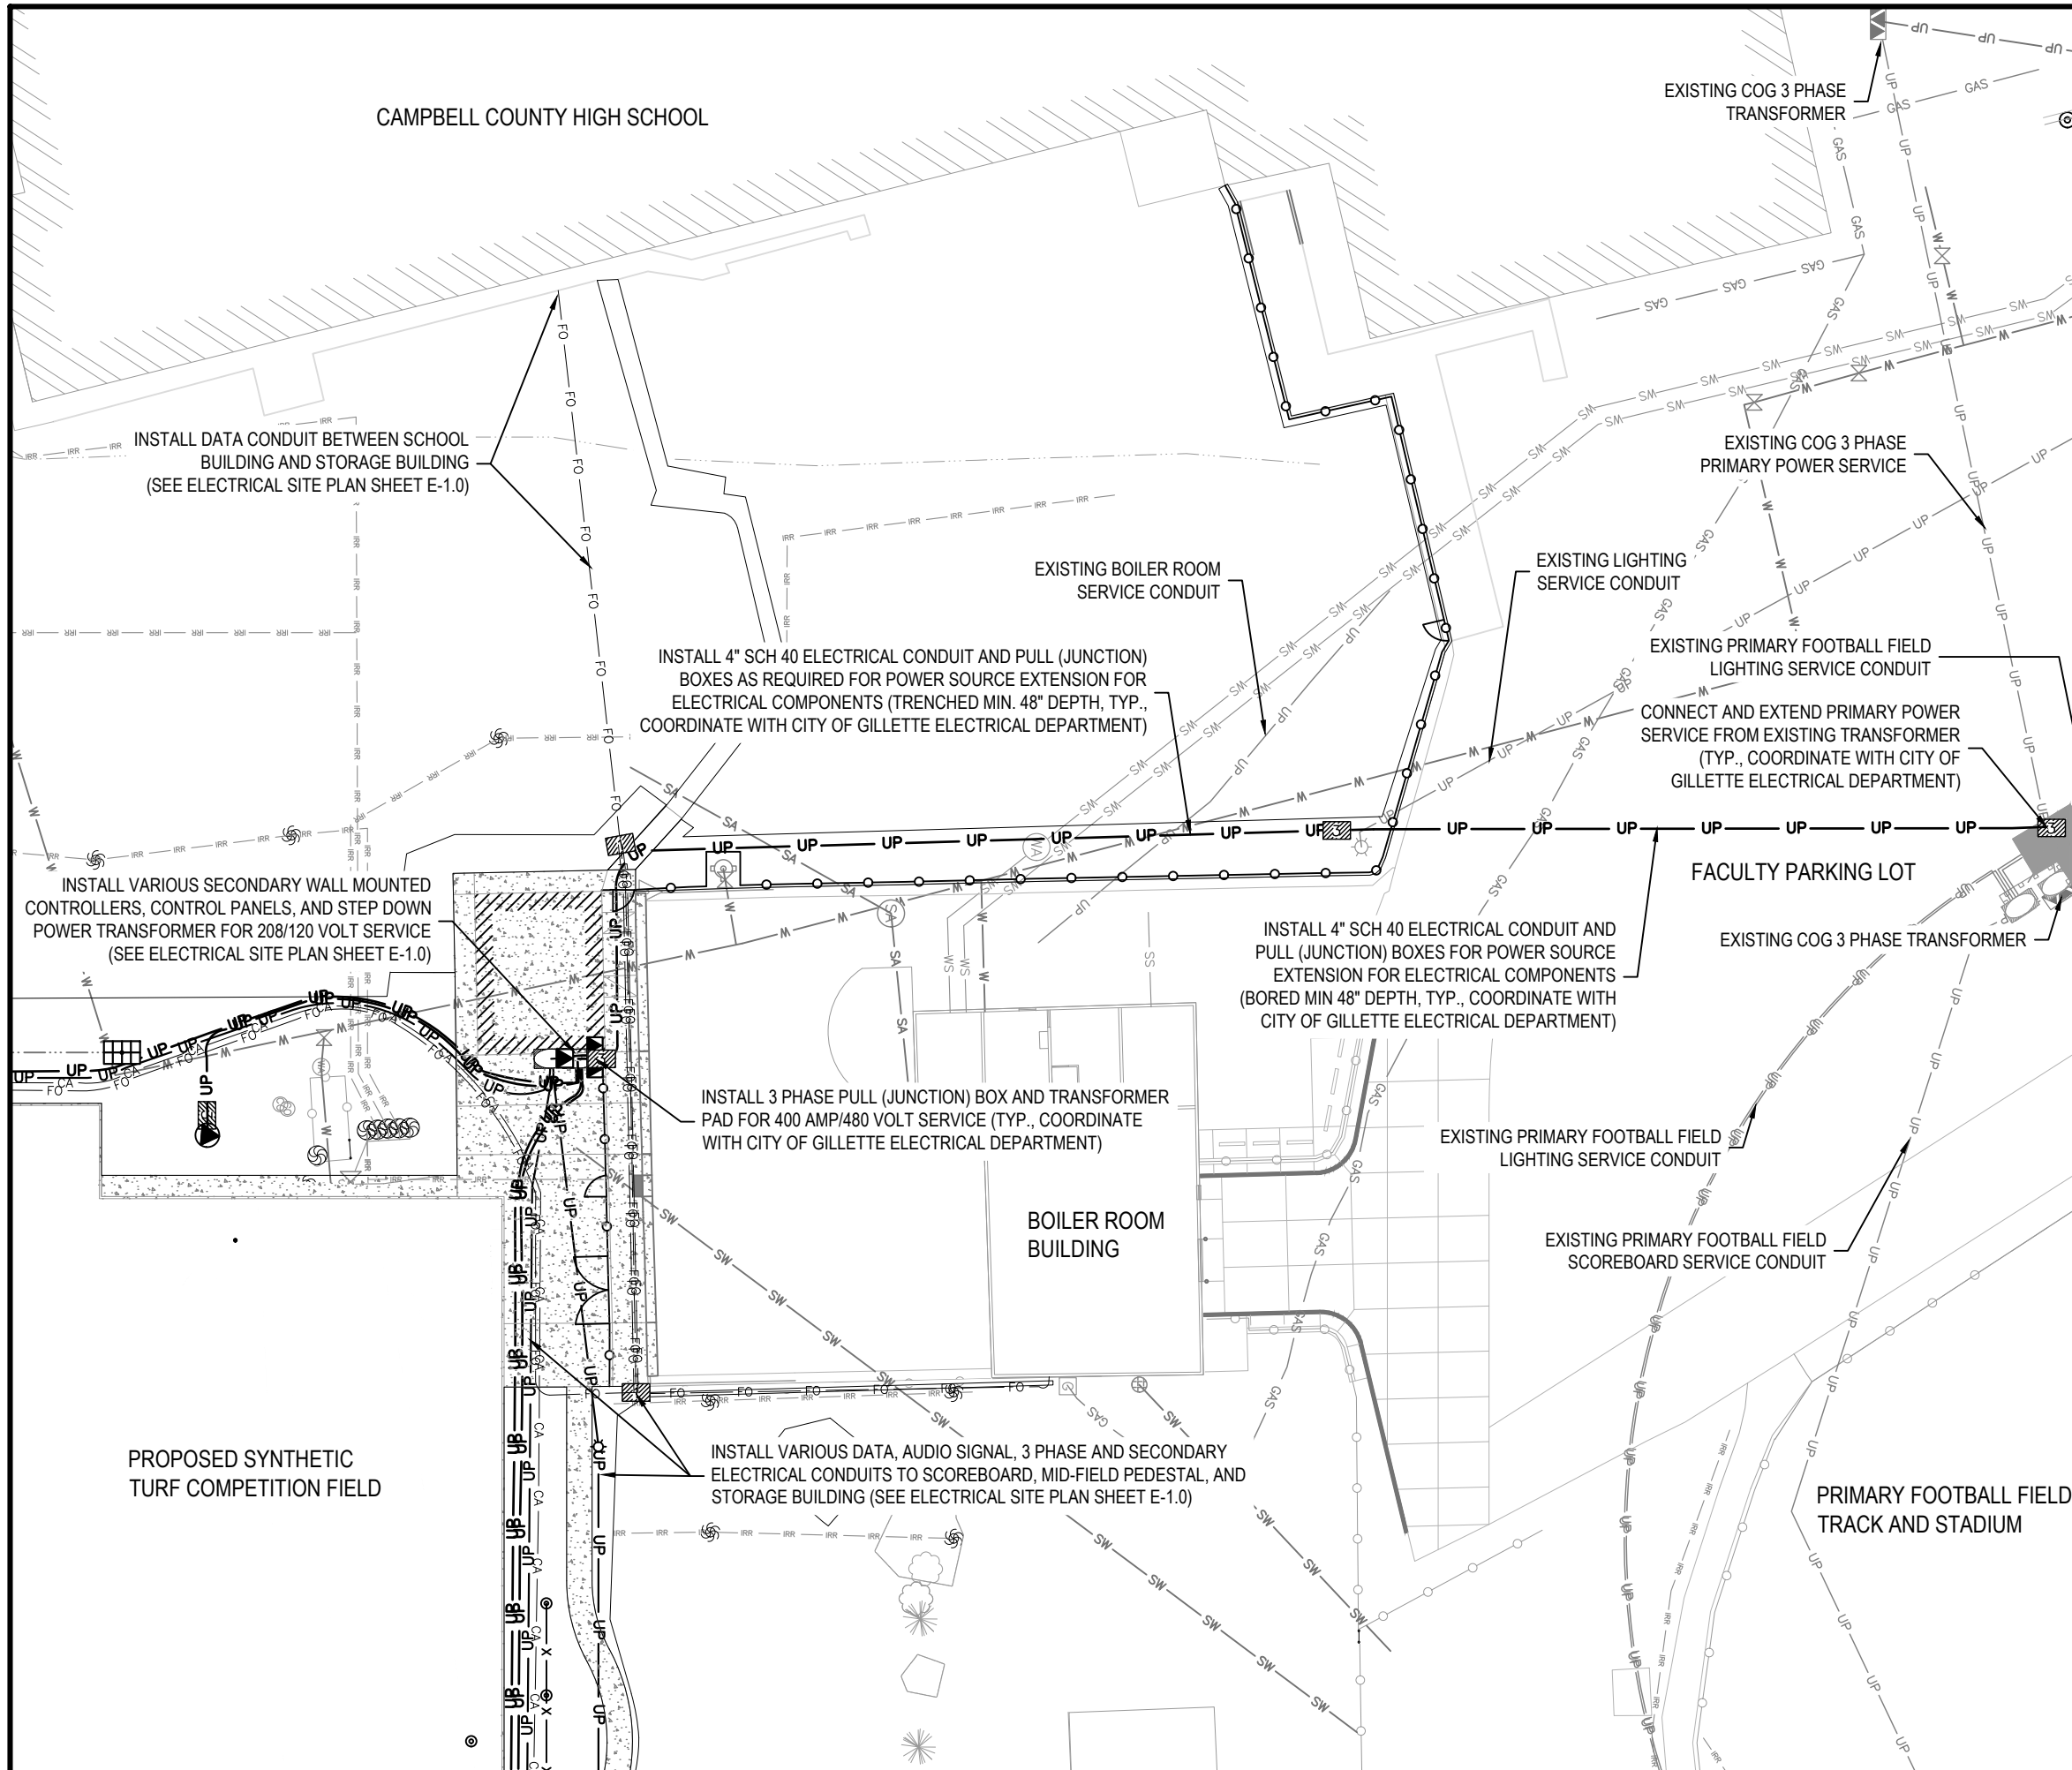 CAMPBELL COUNTY HIGH SCHOOL
EXISTING COG 3 PHASE
TRANSFORMER
INSTALL DATA CONDUIT BETWEEN SCHOOL
BUILDING AND STORAGE BUILDING
(SEE ELECTRICAL SITE PLAN SHEET E-1.0)
EXISTING COG 3 PHASE
PRIMARY POWER SERVICE
EXISTING BOILER ROOM
SERVICE CONDUIT
EXISTING LIGHTING
SERVICE CONDUIT
INSTALL 4" SCH 40 ELECTRICAL CONDUIT AND PULL (JUNCTION)
BOXES AS REQUIRED FOR POWER SOURCE EXTENSION FOR
ELECTRICAL COMPONENTS (TRENCHED MIN. 48" DEPTH, TYP.,
COORDINATE WITH CITY OF GILLETTE ELECTRICAL DEPARTMENT)
EXISTING PRIMARY FOOTBALL FIELD
LIGHTING SERVICE CONDUIT
CONNECT AND EXTEND PRIMARY POWER
SERVICE FROM EXISTING TRANSFORMER
(TYP., COORDINATE WITH CITY OF
GILLETTE ELECTRICAL DEPARTMENT)
FACULTY PARKING LOT
INSTALL VARIOUS SECONDARY WALL MOUNTED
CONTROLLERS, CONTROL PANELS, AND STEP DOWN
POWER TRANSFORMER FOR 208/120 VOLT SERVICE
(SEE ELECTRICAL SITE PLAN SHEET E-1.0)
INSTALL 4" SCH 40 ELECTRICAL CONDUIT AND
PULL (JUNCTION) BOXES FOR POWER SOURCE
EXTENSION FOR ELECTRICAL COMPONENTS
(BORED MIN 48" DEPTH, TYP., COORDINATE WITH
CITY OF GILLETTE ELECTRICAL DEPARTMENT)
EXISTING COG 3 PHASE TRANSFORMER
INSTALL 3 PHASE PULL (JUNCTION) BOX AND TRANSFORMER
PAD FOR 400 AMP/480 VOLT SERVICE (TYP., COORDINATE
WITH CITY OF GILLETTE ELECTRICAL DEPARTMENT)
EXISTING PRIMARY FOOTBALL FIELD
LIGHTING SERVICE CONDUIT
BOILER ROOM
BUILDING
EXISTING PRIMARY FOOTBALL FIELD
SCOREBOARD SERVICE CONDUIT
PROPOSED SYNTHETIC
TURF COMPETITION FIELD
INSTALL VARIOUS DATA, AUDIO SIGNAL, 3 PHASE AND SECONDARY
ELECTRICAL CONDUITS TO SCOREBOARD, MID-FIELD PEDESTAL, AND
STORAGE BUILDING (SEE ELECTRICAL SITE PLAN SHEET E-1.0)
PRIMARY FOOTBALL FIELD
TRACK AND STADIUM